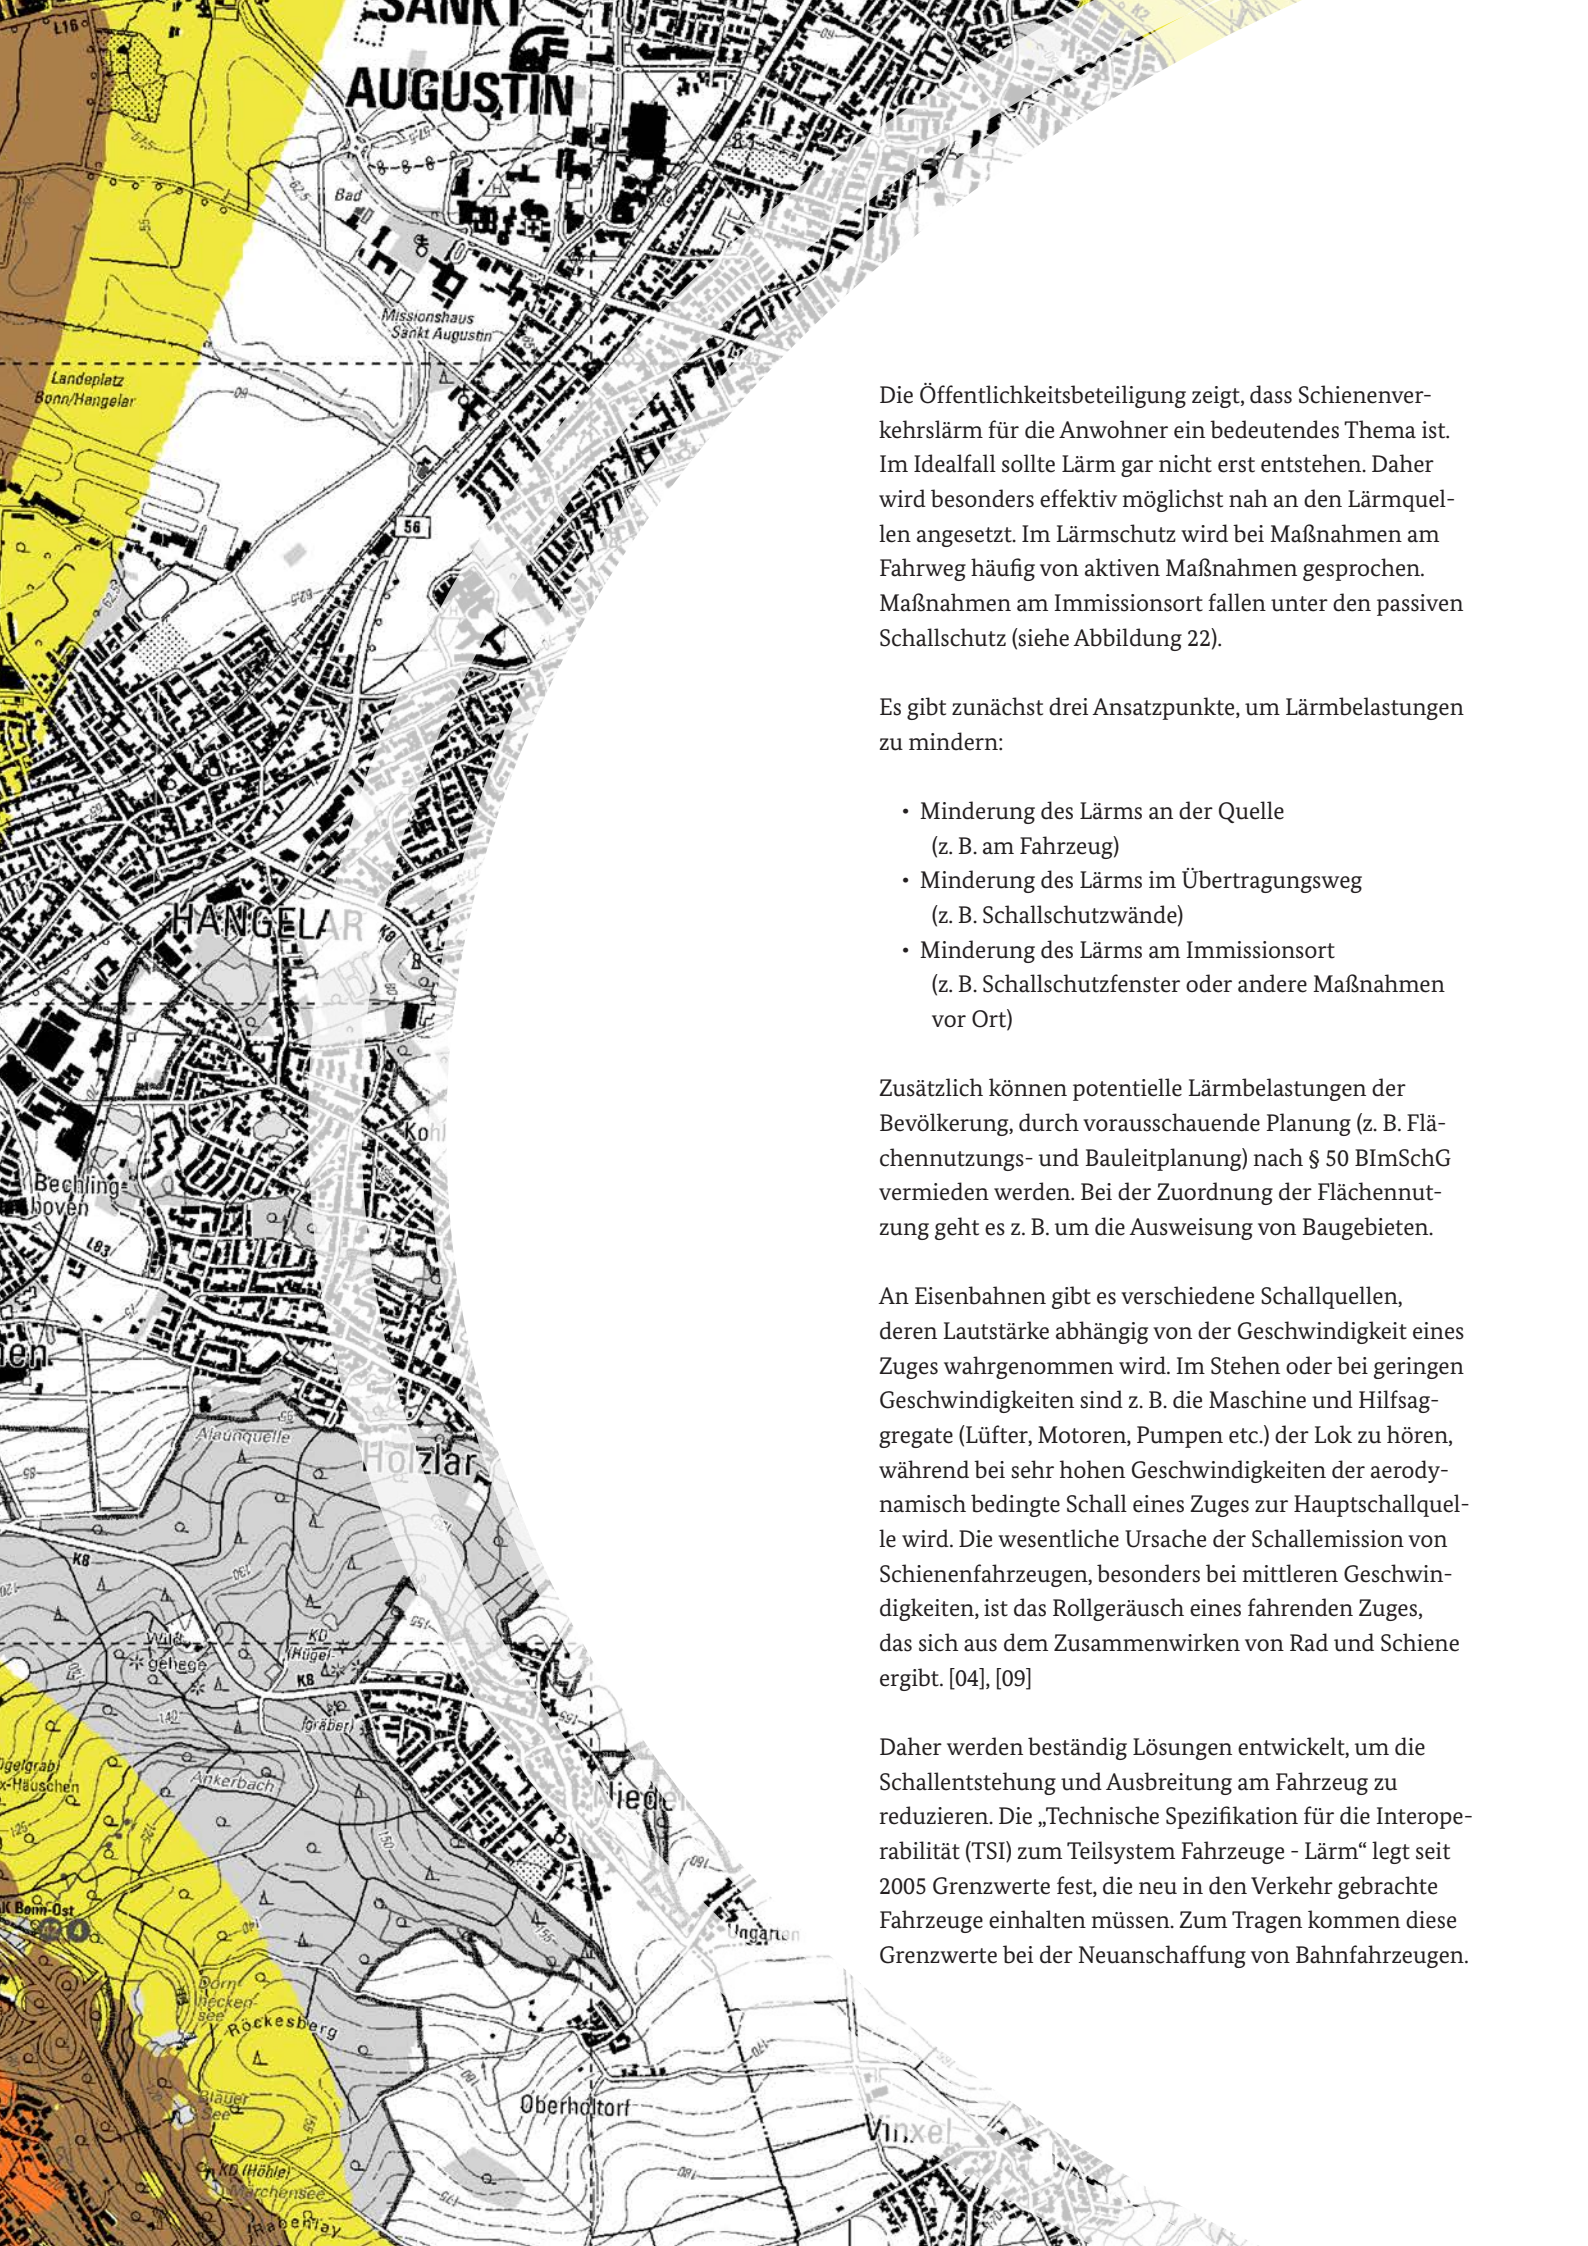 SANKT
AUGUSTIN
L16
Bad
Missionshaus
Sankt Augustin
Landeplatz
Bonn/Hangelar
56
62,5
HANGELAR
K8
Kohl
Bechling-
hoven
L83
Alaunquelle
Holzlar
K8
Wild-
gehege
KD
(Hügel-
gräber)
K8
Ankerbach
Nieder
Ungarten
Dorn-
hecken-
see
Röckesberg
Blauer
See
KD (Höhle)
Märchensee
Rabenlay
Oberholtorf
Vinxel
Die Öffentlichkeitsbeteiligung zeigt, dass Schienenver-
kehrslärm für die Anwohner ein bedeutendes Thema ist.
Im Idealfall sollte Lärm gar nicht erst entstehen. Daher
wird besonders effektiv möglichst nah an den Lärmquel-
len angesetzt. Im Lärmschutz wird bei Maßnahmen am
Fahrweg häufig von aktiven Maßnahmen gesprochen.
Maßnahmen am Immissionsort fallen unter den passiven
Schallschutz (siehe Abbildung 22).
Es gibt zunächst drei Ansatzpunkte, um Lärmbelastungen
zu mindern:
• Minderung des Lärms an der Quelle
(z. B. am Fahrzeug)
• Minderung des Lärms im Übertragungsweg
(z. B. Schallschutzwände)
• Minderung des Lärms am Immissionsort
(z. B. Schallschutzfenster oder andere Maßnahmen
vor Ort)
Zusätzlich können potentielle Lärmbelastungen der
Bevölkerung, durch vorausschauende Planung (z. B. Flä-
chennutzungs- und Bauleitplanung) nach § 50 BImSchG
vermieden werden. Bei der Zuordnung der Flächennut-
zung geht es z. B. um die Ausweisung von Baugebieten.
An Eisenbahnen gibt es verschiedene Schallquellen,
deren Lautstärke abhängig von der Geschwindigkeit eines
Zuges wahrgenommen wird. Im Stehen oder bei geringen
Geschwindigkeiten sind z. B. die Maschine und Hilfsag-
gregate (Lüfter, Motoren, Pumpen etc.) der Lok zu hören,
während bei sehr hohen Geschwindigkeiten der aerody-
namisch bedingte Schall eines Zuges zur Hauptschallquel-
le wird. Die wesentliche Ursache der Schallemission von
Schienenfahrzeugen, besonders bei mittleren Geschwin-
digkeiten, ist das Rollgeräusch eines fahrenden Zuges,
das sich aus dem Zusammenwirken von Rad und Schiene
ergibt. [04], [09]
Daher werden beständig Lösungen entwickelt, um die
Schallentstehung und Ausbreitung am Fahrzeug zu
reduzieren. Die „Technische Spezifikation für die Interope-
rabilität (TSI) zum Teilsystem Fahrzeuge - Lärm“ legt seit
2005 Grenzwerte fest, die neu in den Verkehr gebrachte
Fahrzeuge einhalten müssen. Zum Tragen kommen diese
Grenzwerte bei der Neuanschaffung von Bahnfahrzeugen.